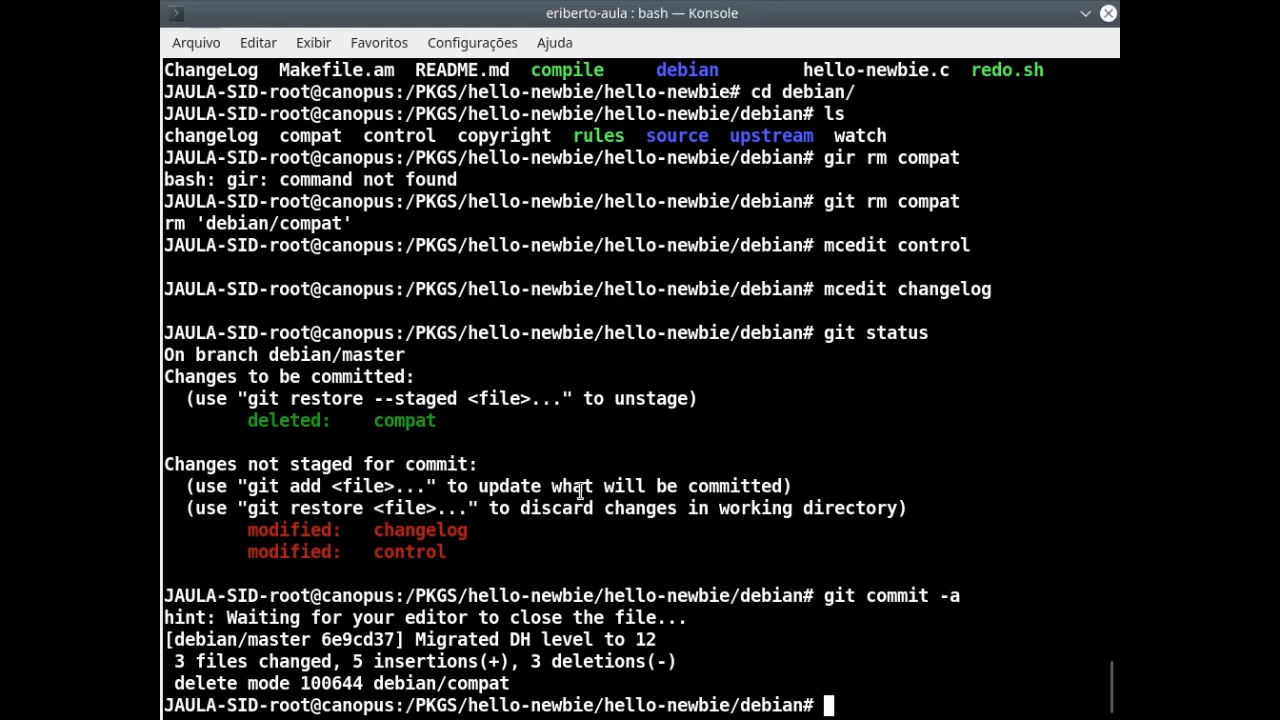 eriberto-aula : bash — Konsole
Arquivo Editar Exibir Favoritos Configurações Ajuda
ChangeLog  Makefile.am  README.md  compile     debian        hello-newbie.c  redo.sh
JAULA-SID-root@canopus:/PKGS/hello-newbie/hello-newbie# cd debian/
JAULA-SID-root@canopus:/PKGS/hello-newbie/hello-newbie/debian# ls
changelog  compat  control  copyright  rules  source  upstream  watch
JAULA-SID-root@canopus:/PKGS/hello-newbie/hello-newbie/debian# gir rm compat
bash: gir: command not found
JAULA-SID-root@canopus:/PKGS/hello-newbie/hello-newbie/debian# git rm compat
rm 'debian/compat'
JAULA-SID-root@canopus:/PKGS/hello-newbie/hello-newbie/debian# mcedit control
JAULA-SID-root@canopus:/PKGS/hello-newbie/hello-newbie/debian# mcedit changelog
JAULA-SID-root@canopus:/PKGS/hello-newbie/hello-newbie/debian# git status
On branch debian/master
Changes to be committed:
  (use "git restore --staged <file>..." to unstage)
        deleted:    compat
Changes not staged for commit:
  (use "git add <file>..." to update what will be committed)
  (use "git restore <file>..." to discard changes in working directory)
        modified:   changelog
        modified:   control
JAULA-SID-root@canopus:/PKGS/hello-newbie/hello-newbie/debian# git commit -a
hint: Waiting for your editor to close the file...
[debian/master 6e9cd37] Migrated DH level to 12
 3 files changed, 5 insertions(+), 3 deletions(-)
 delete mode 100644 debian/compat
JAULA-SID-root@canopus:/PKGS/hello-newbie/hello-newbie/debian#